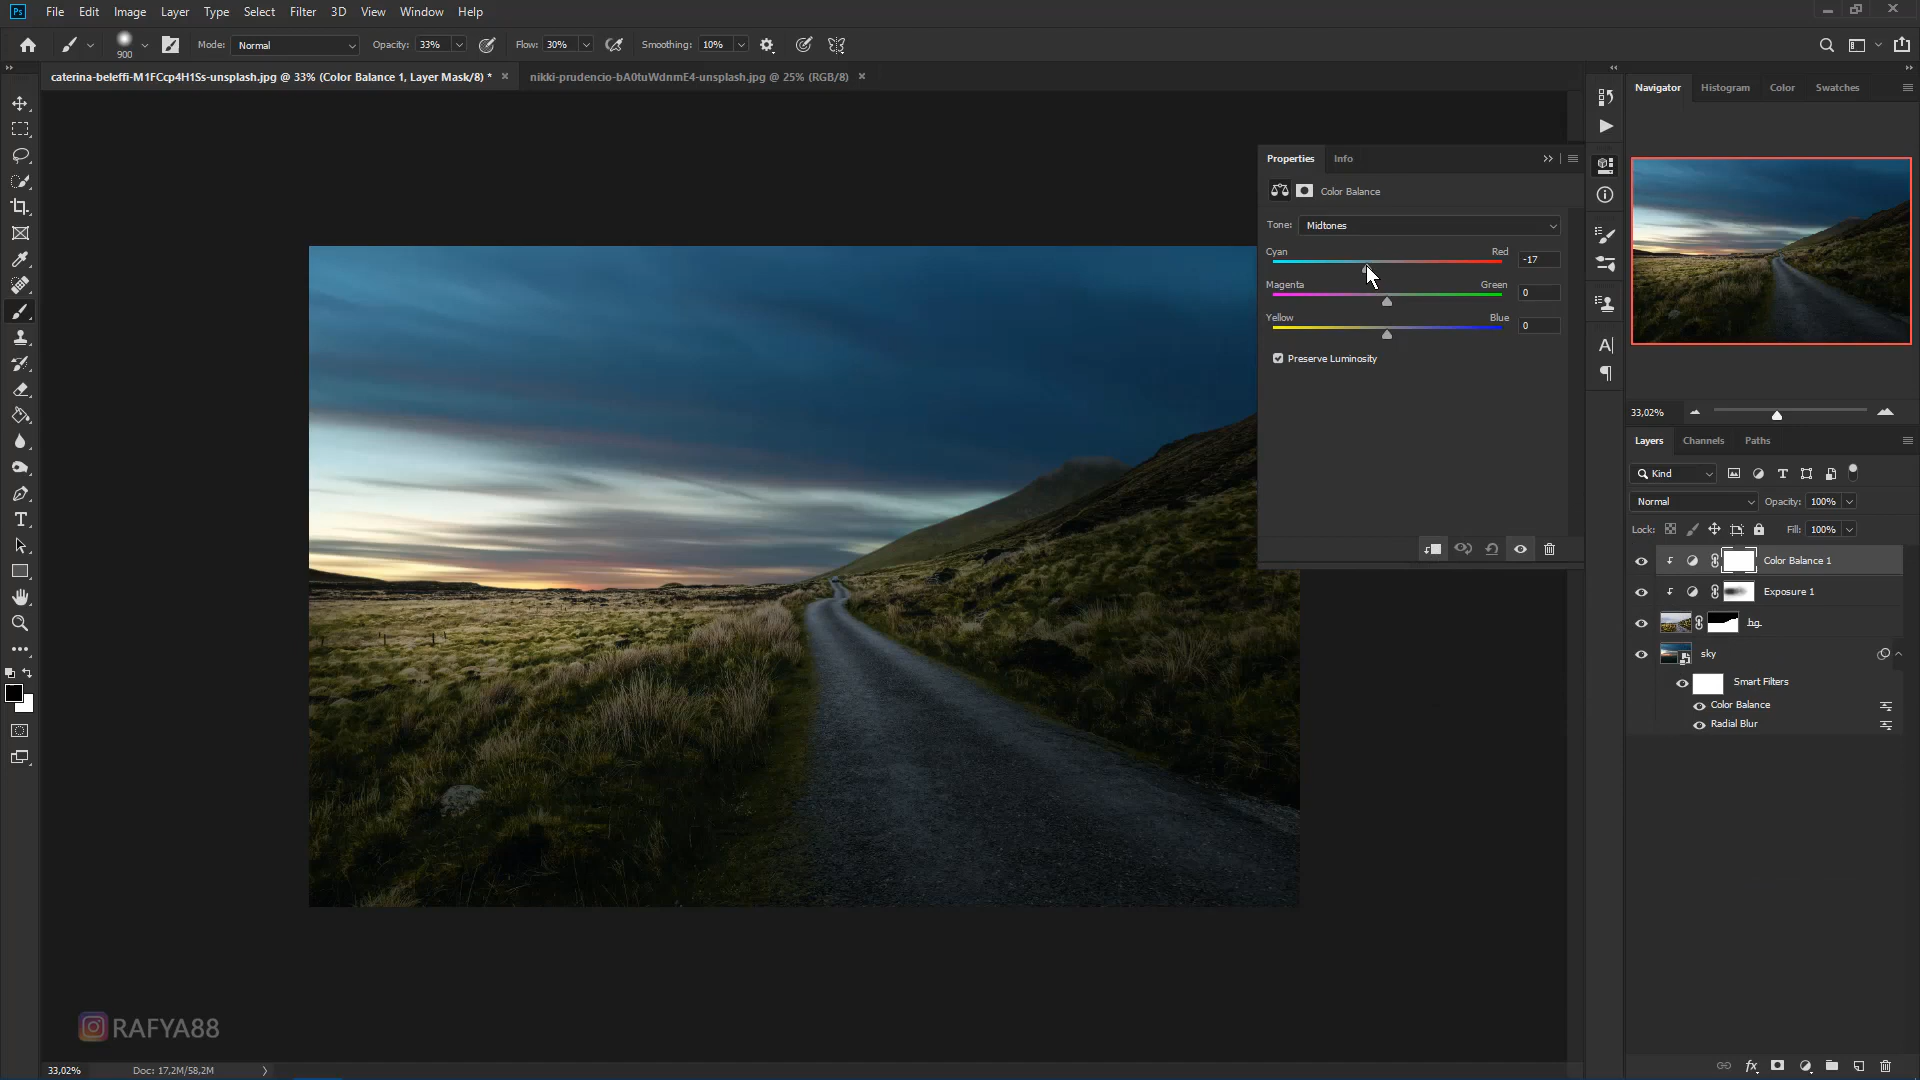 Ps File Edit Image Layer Type Select Filter 3D View Window Help
900 Mode: Normal Opacity: 33% Flow: 30% Smoothing: 10%
caterina-beleffi-M1FCcp4H1Ss-unsplash.jpg @ 33% (Color Balance 1, Layer Mask/8) * × nikki-prudencio-bA0tuWdnmE4-unsplash.jpg @ 25% (RGB/8) ×
Navigator Histogram Color Swatches
Properties Info
Color Balance
Tone: Midtones
Cyan Red -17
Magenta Green 0
Yellow Blue 0
Preserve Luminosity
33,02%
Layers Channels Paths
Kind
Normal Opacity: 100%
Lock: Fill: 100%
Color Balance 1
Exposure 1
bg
sky
Smart Filters
Color Balance
Radial Blur
RAFYA88
33,02% Doc: 17,2M/58,2M